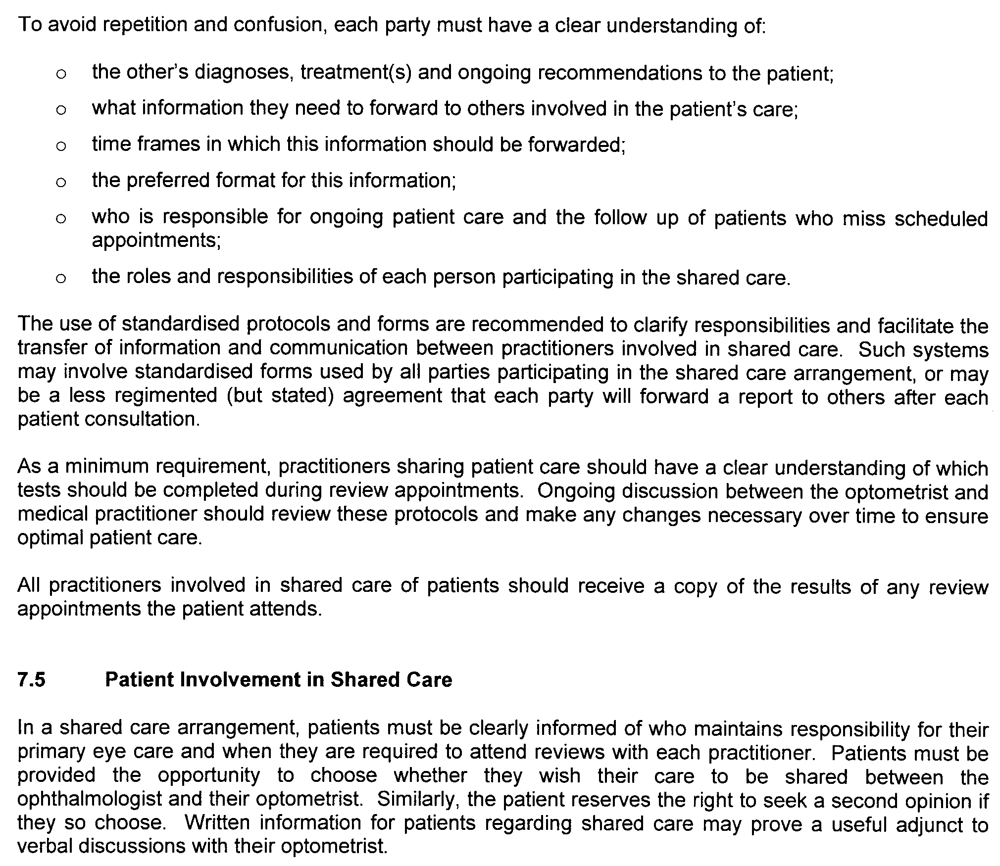 To avoid repetition and confusion, each party must have a clear understanding of:
o the other's diagnoses, treatment(s) and ongoing recommendations to the patient;
o what information they need to forward to others involved in the patient's care;
o time frames in which this information should be forwarded;
o the preferred format for this information;
o who is responsible for ongoing patient care and the follow up of patients who miss scheduled
appointments;
o the roles and responsibilities of each person participating in the shared care.
The use of standardised protocols and forms are recommended to clarify responsibilities and facilitate the
transfer of information and communication between practitioners involved in shared care. Such systems
may involve standardised forms used by all parties participating in the shared care arrangement, or may
be a less regimented (but stated) agreement that each party will forward a report to others after each
patient consultation.
As a minimum requirement, practitioners sharing patient care should have a clear understanding of which
tests should be completed during review appointments. Ongoing discussion between the optometrist and
medical practitioner should review these protocols and make any changes necessary over time to ensure
optimal patient care.
All practitioners involved in shared care of patients should receive a copy of the results of any review
appointments the patient attends.
7.5 Patient Involvement in Shared Care
In a shared care arrangement, patients must be clearly informed of who maintains responsibility for their
primary eye care and when they are required to attend reviews with each practitioner. Patients must be
provided the opportunity to choose whether they wish their care to be shared between the
ophthalmologist and their optometrist. Similarly, the patient reserves the right to seek a second opinion if
they so choose. Written information for patients regarding shared care may prove a useful adjunct to
verbal discussions with their optometrist.